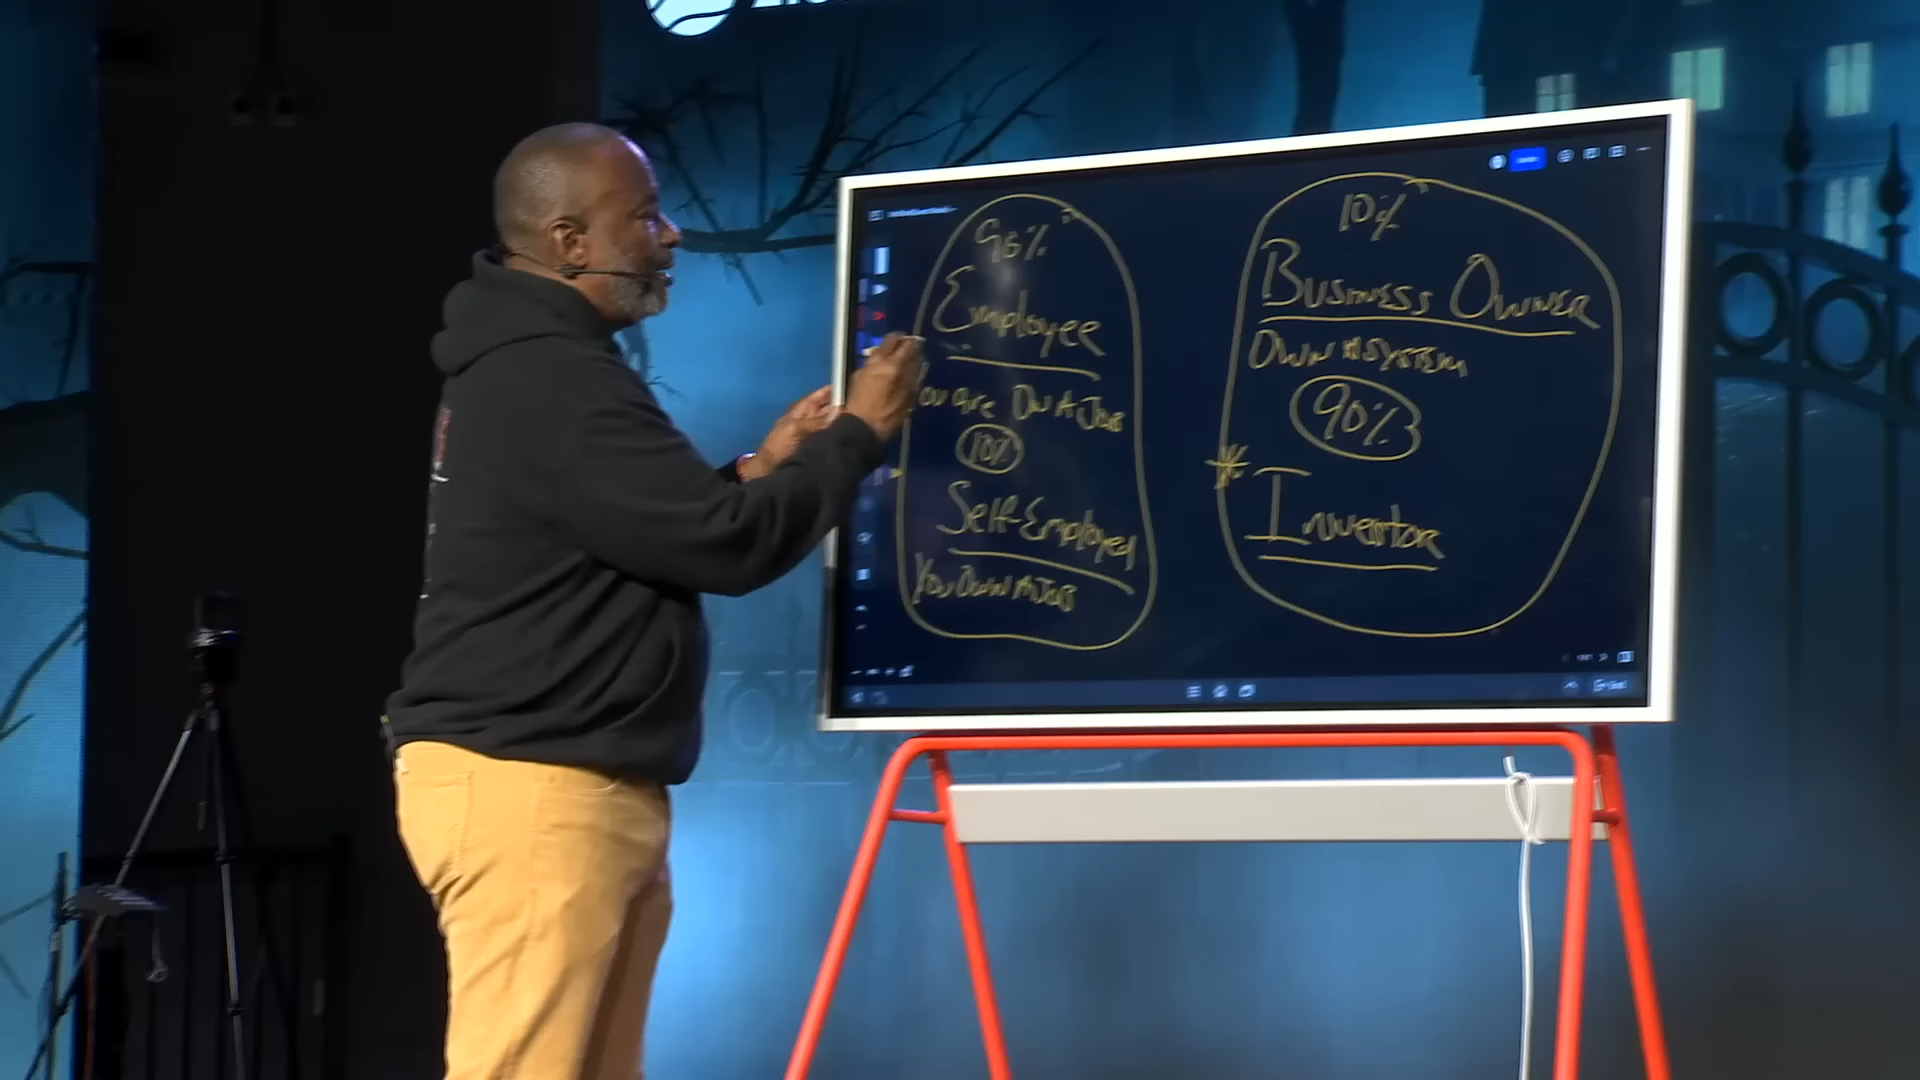 90%
Employee
You are On A Job
10%
Self-Employed
You Own A Job
10%
Business Owner
Own A System
90%
* Investor